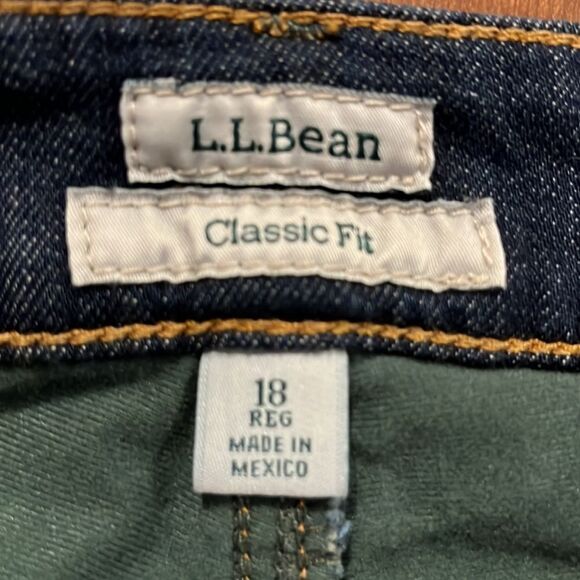 L.L.Bean
Classic Fit
18
REG
MADE IN
MEXICO